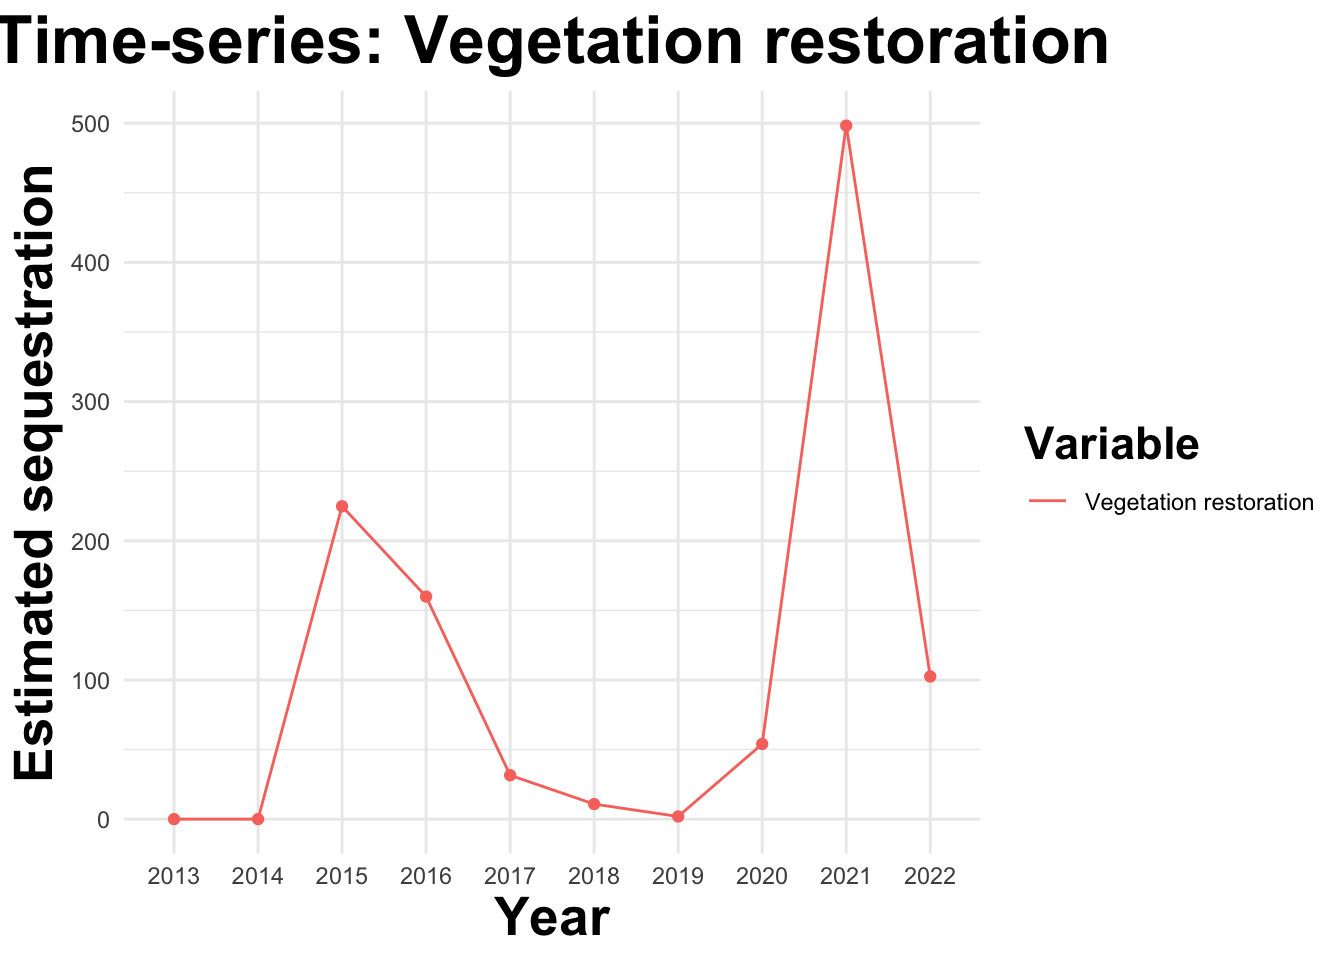 Time-series: Vegetation restoration
Estimated sequestration
500
400
300
200
100
0
2013 2014 2015 2016 2017 2018 2019 2020 2021 2022
Year
Variable
Vegetation restoration